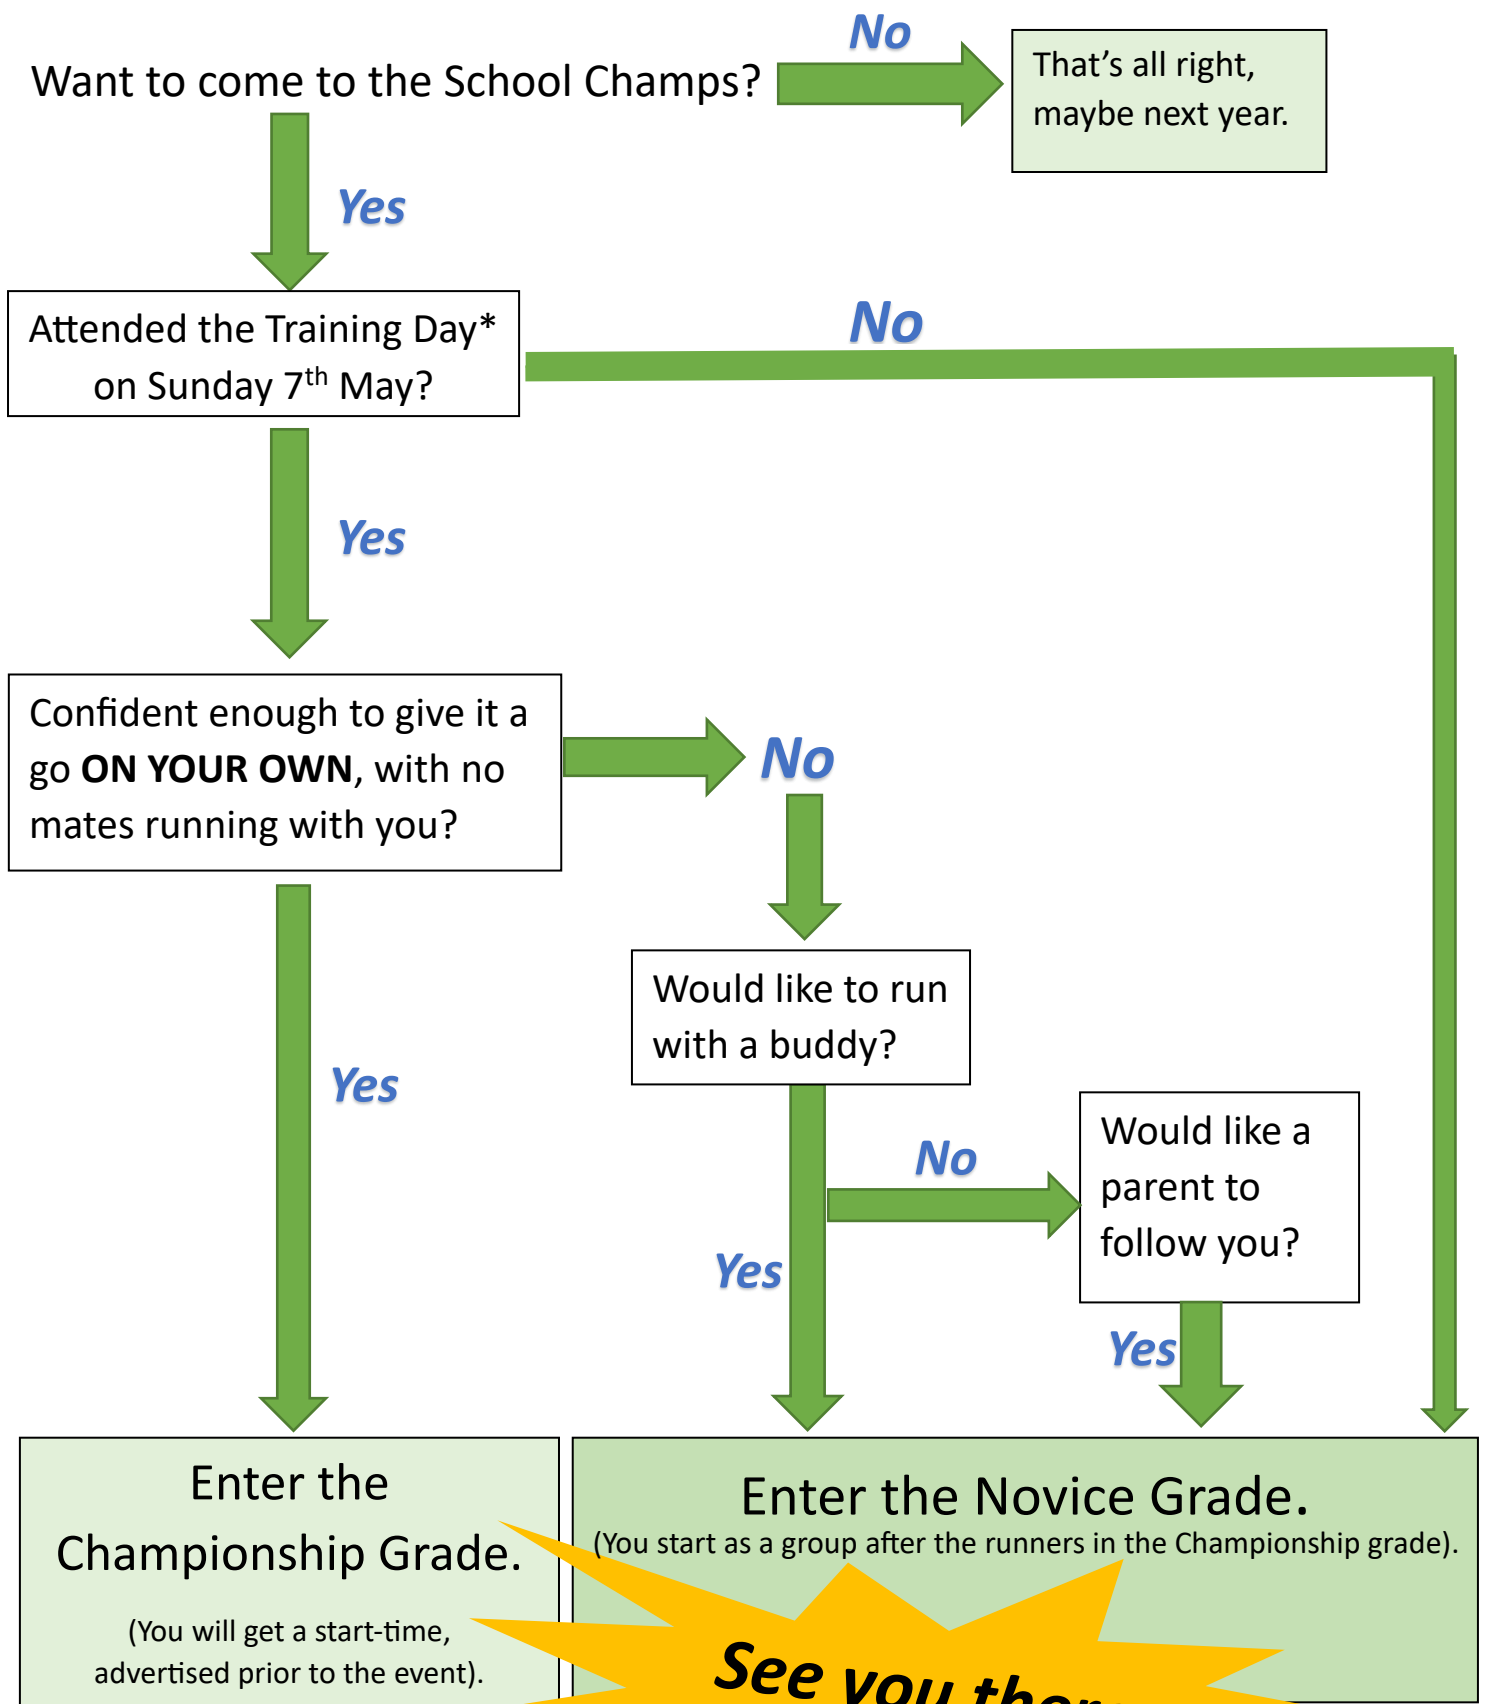 No
Want to come to the School Champs?
That's all right,
maybe next year.
Yes
Attended the Training Day*
on Sunday 7th May?
No
Yes
Confident enough to give it a
go ON YOUR OWN, with no
mates running with you?
No
Would like to run
with a buddy?
Yes
Would like a
parent to
follow you?
No
Yes
Yes
Enter the
Championship Grade.
(You will get a start-time,
advertised prior to the event).
Enter the Novice Grade.
(You start as a group after the runners in the Championship grade).
See you